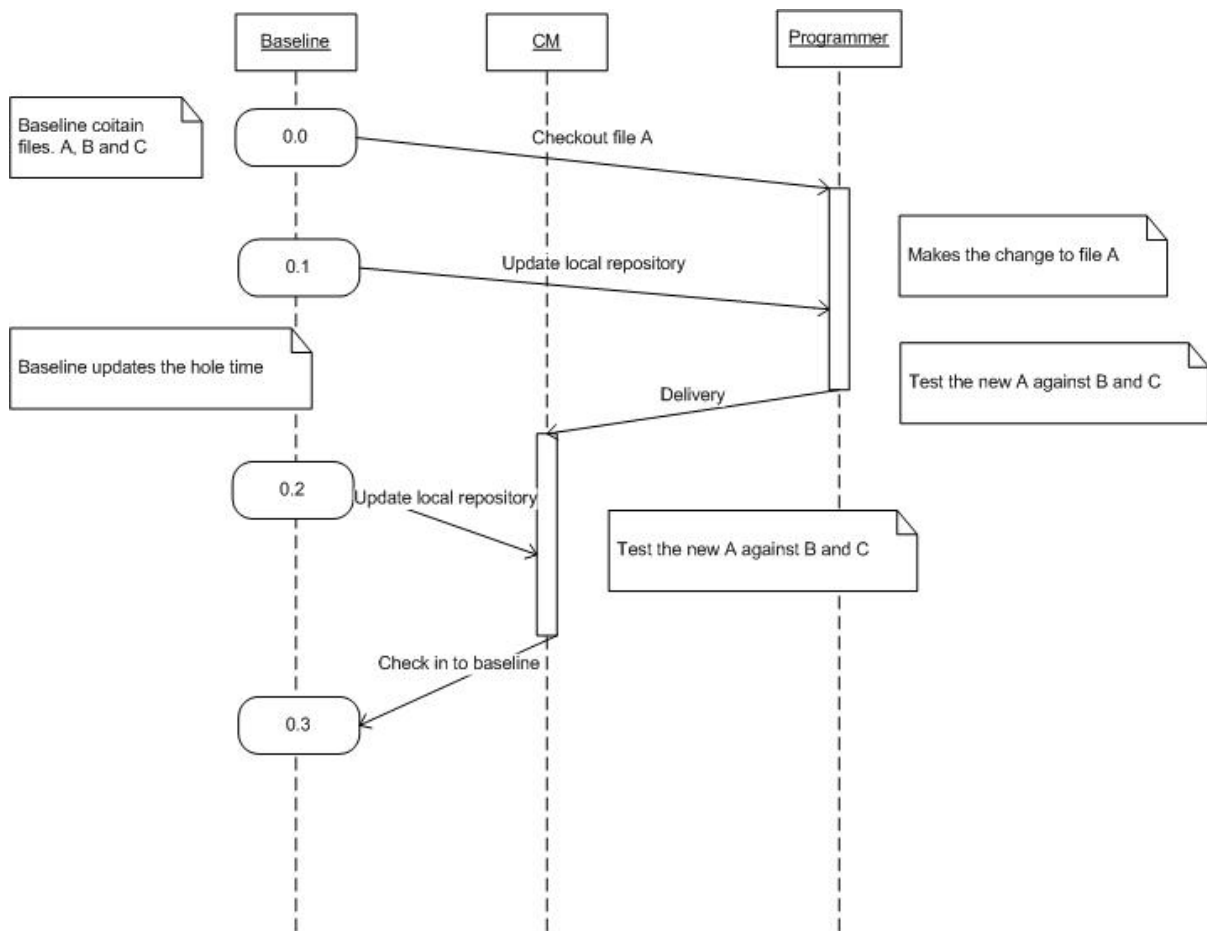 Baseline
CM
Programmer
Baseline coitain
files. A, B and C
0.0
Checkout file A
0.1
Update local repository
Makes the change to file A
Baseline updates the hole time
Test the new A against B and C
Delivery
0.2
Update local repository
Test the new A against B and C
Check in to baseline
0.3